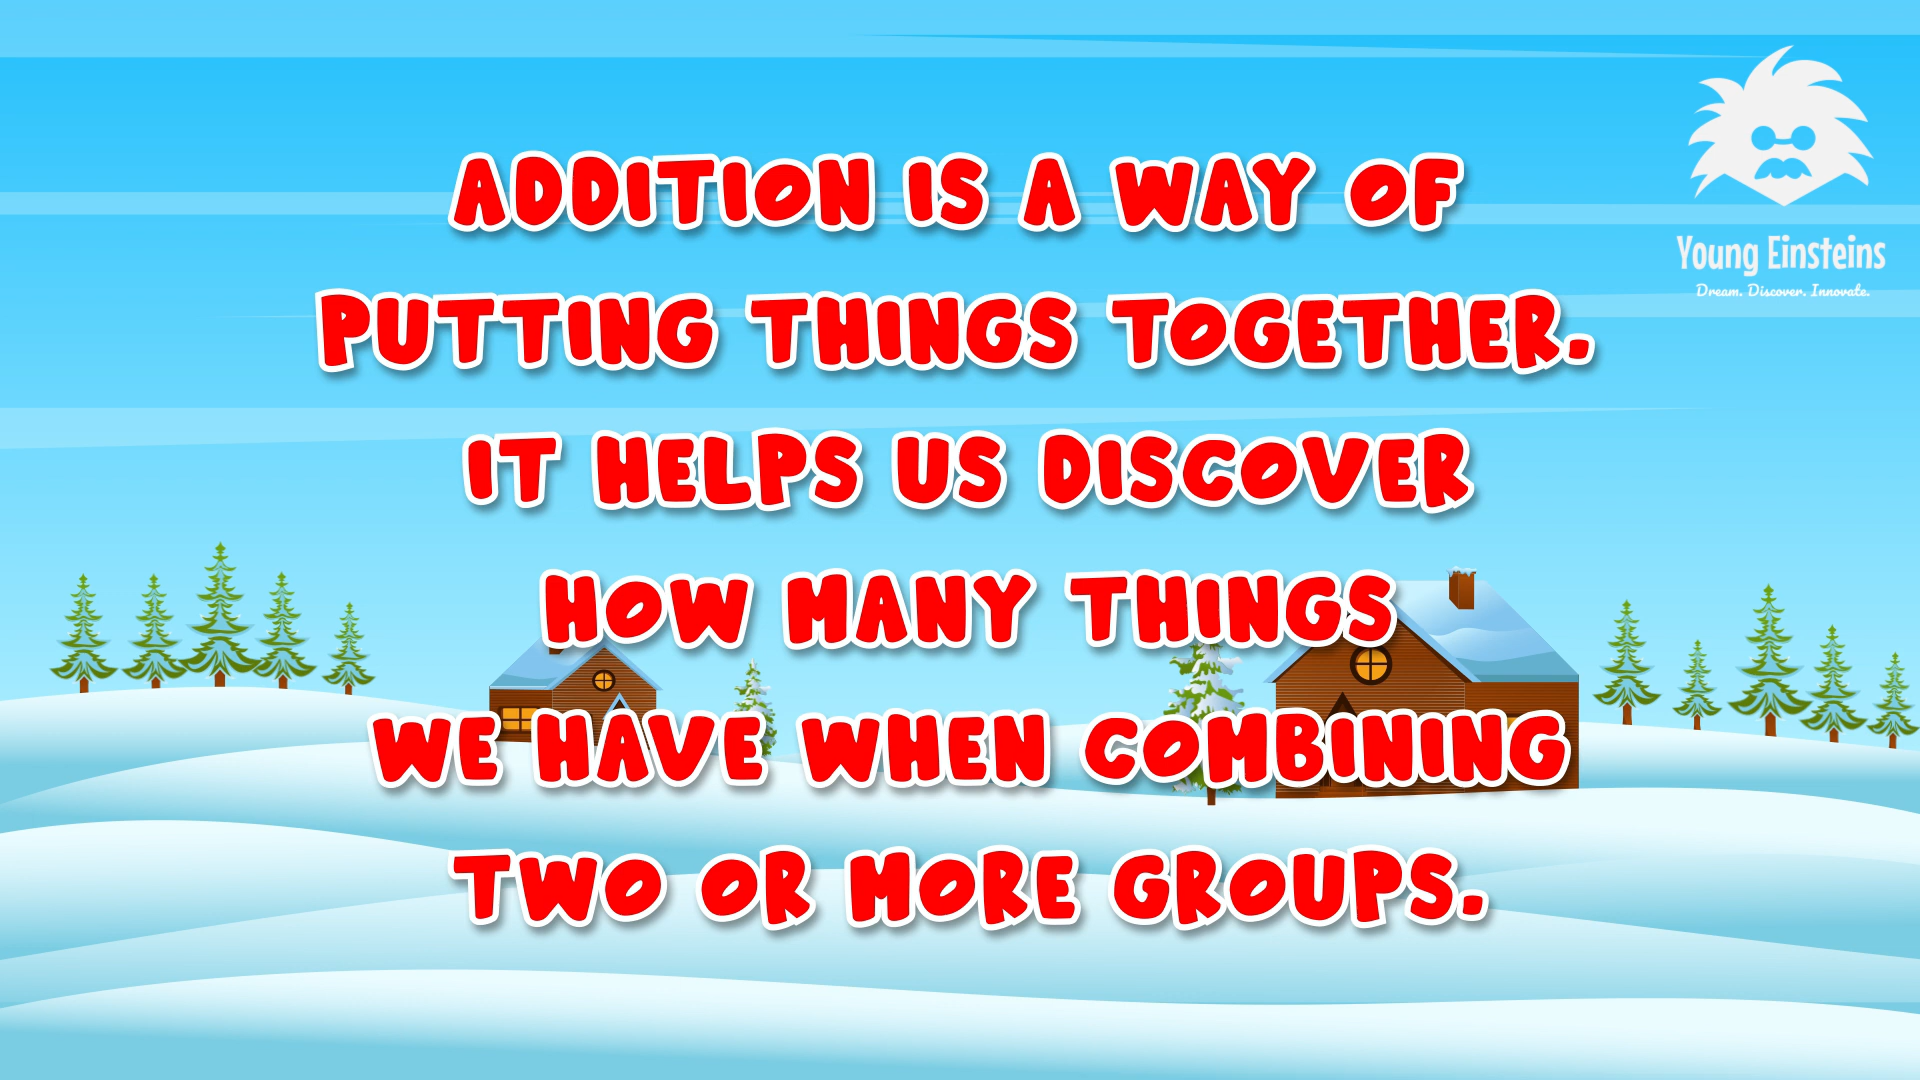 ADDITION IS A WAY OF
PUTTING THINGS TOGETHER.
IT HELPS US DISCOVER
HOW MANY THINGS
WE HAVE WHEN COMBINING
TWO OR MORE GROUPS.
Young Einsteins
Dream. Discover. Innovate.